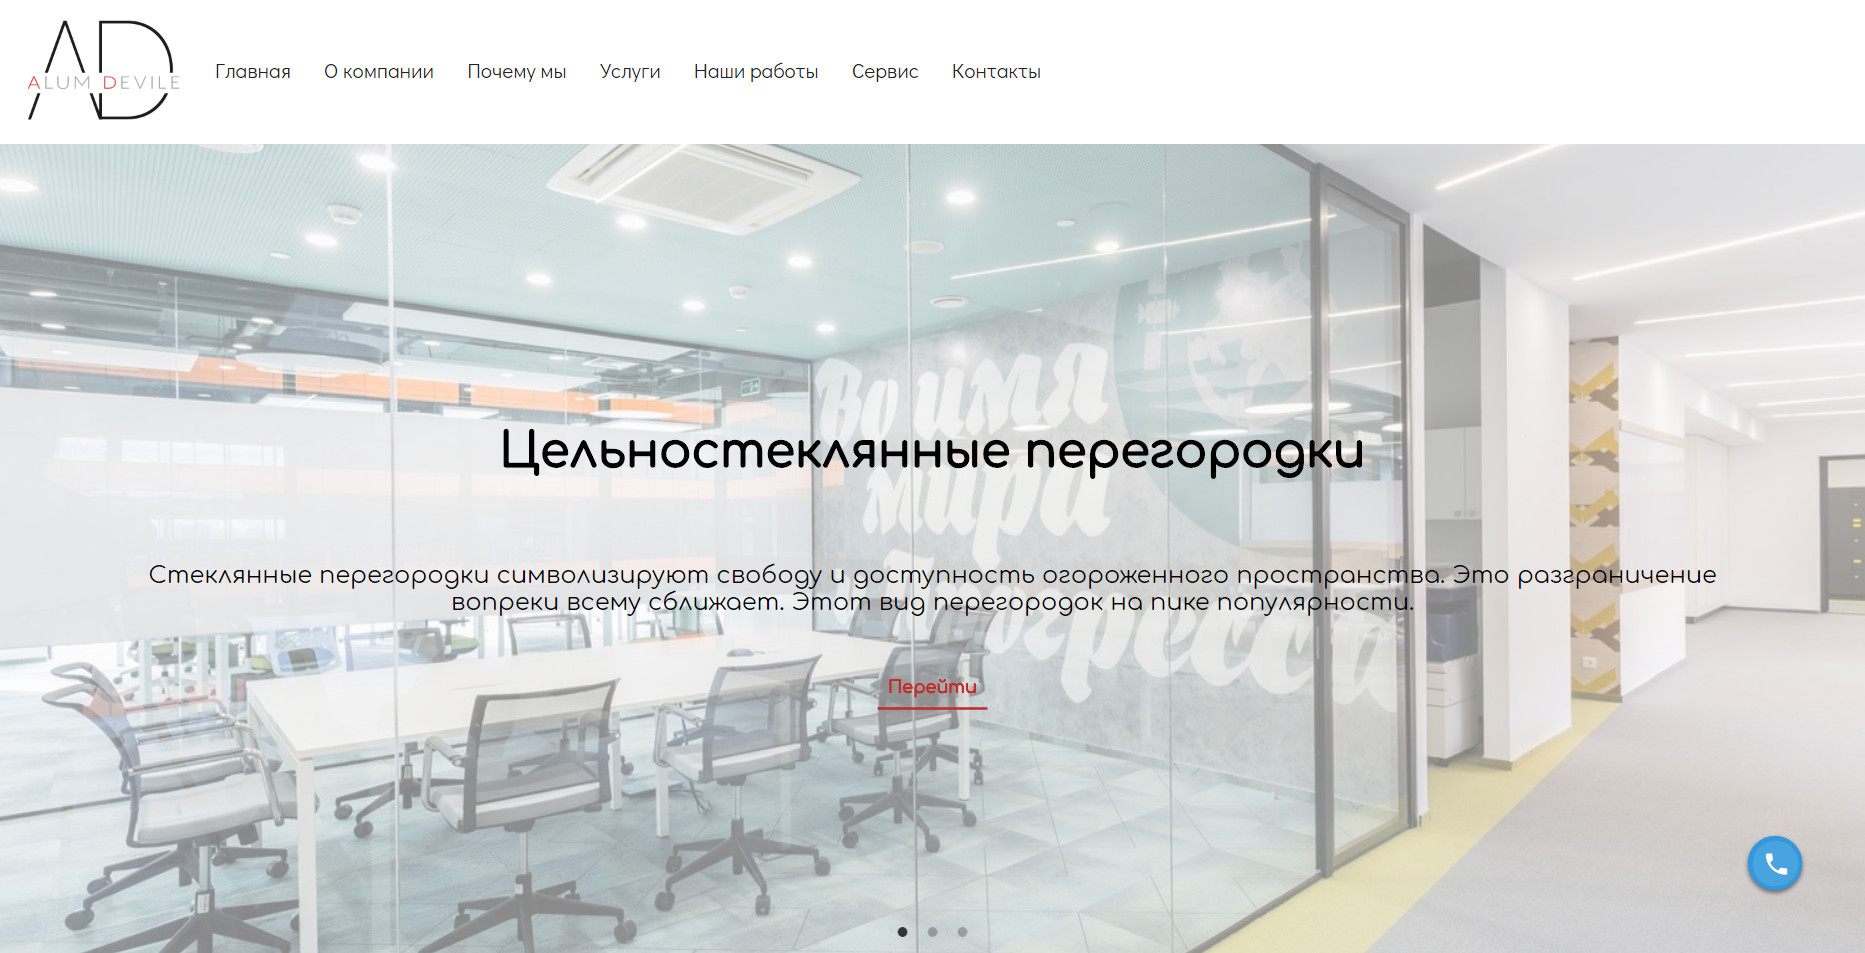 AD
ALUM DEVILE
Главная О компании Почему мы Услуги Наши работы Сервис Контакты
Во имя
мира
и
Прогресса
Цельностеклянные перегородки
Стеклянные перегородки символизируют свободу и доступность огороженного пространства. Это разграничение
вопреки всему сближает. Этот вид перегородок на пике популярности.
Перейти